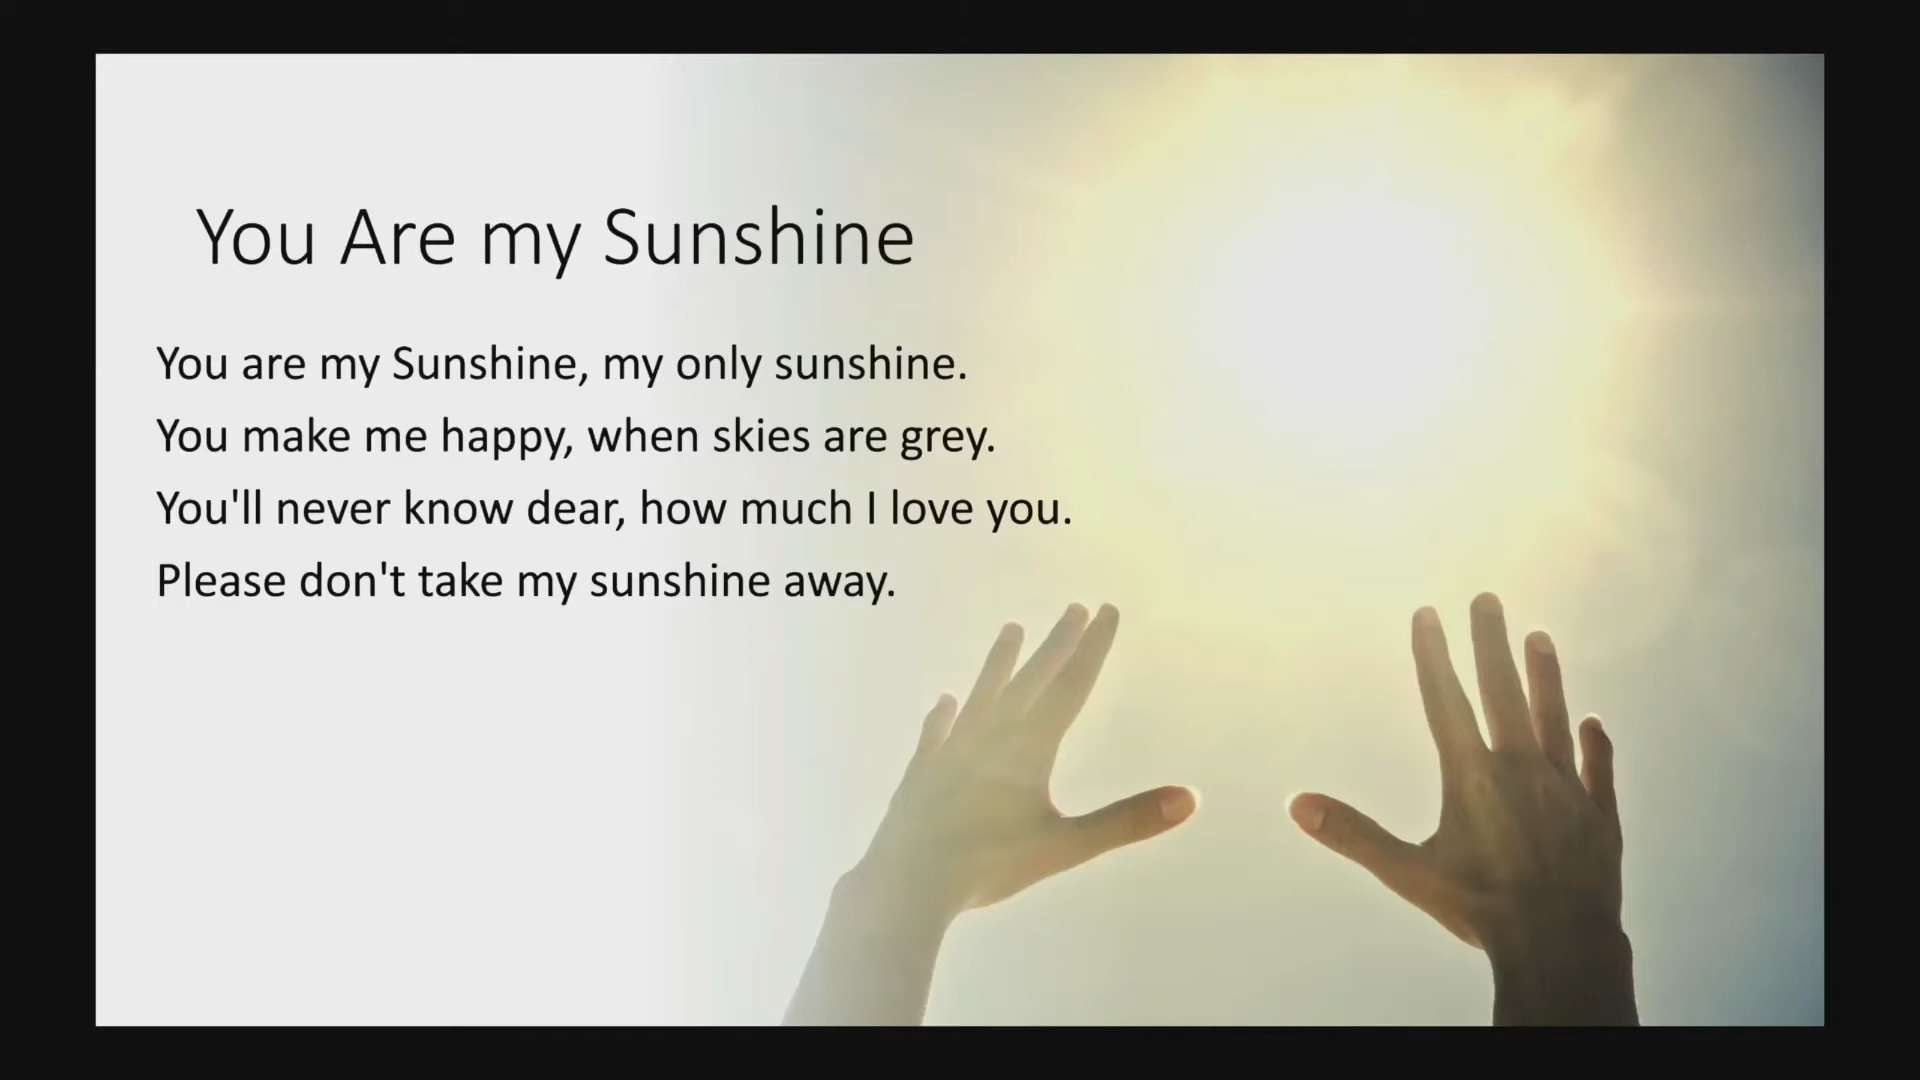 You Are my Sunshine
You are my Sunshine, my only sunshine.
You make me happy, when skies are grey.
You'll never know dear, how much I love you.
Please don't take my sunshine away.